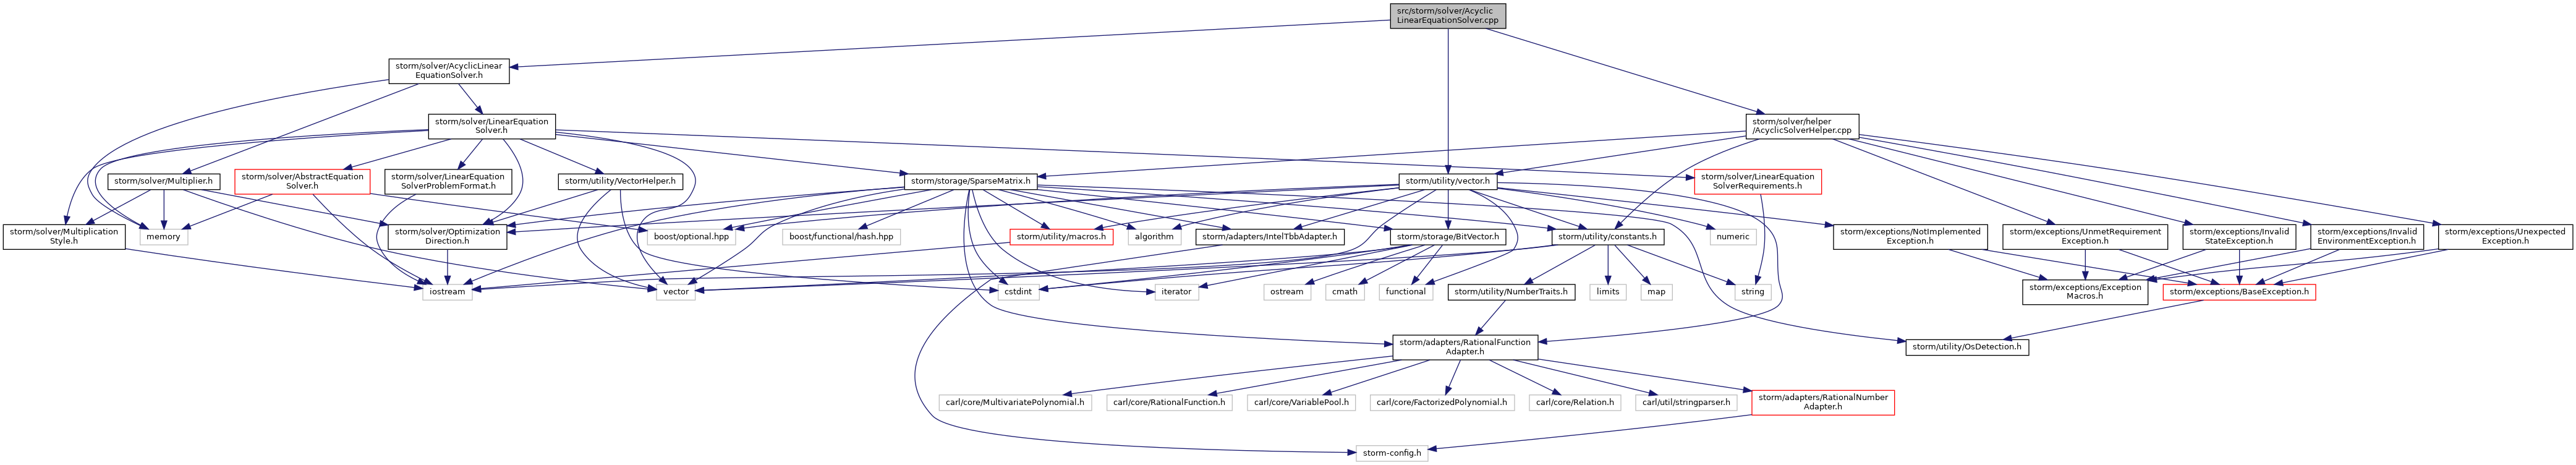 src/storm/solver/Acyclic
LinearEquationSolver.cpp
storm/solver/AcyclicLinear
EquationSolver.h
storm/solver/LinearEquation
Solver.h
storm/solver/helper
/AcyclicSolverHelper.cpp
storm/solver/Multiplier.h
storm/solver/AbstractEquation
Solver.h
storm/solver/LinearEquation
SolverProblemFormat.h
storm/utility/VectorHelper.h
storm/storage/SparseMatrix.h
storm/utility/vector.h
storm/solver/LinearEquation
SolverRequirements.h
storm/solver/Multiplication
Style.h
memory
storm/solver/Optimization
Direction.h
boost/optional.hpp
boost/functional/hash.hpp
storm/utility/macros.h
algorithm
storm/adapters/IntelTbbAdapter.h
storm/storage/BitVector.h
storm/utility/constants.h
numeric
storm/exceptions/NotImplemented
Exception.h
storm/exceptions/UnmetRequirement
Exception.h
storm/exceptions/Invalid
StateException.h
storm/exceptions/Invalid
EnvironmentException.h
storm/exceptions/Unexpected
Exception.h
iostream
vector
cstdint
iterator
ostream
cmath
functional
storm/utility/NumberTraits.h
limits
map
string
storm/exceptions/Exception
Macros.h
storm/exceptions/BaseException.h
storm/adapters/RationalFunction
Adapter.h
storm/utility/OsDetection.h
carl/core/MultivariatePolynomial.h
carl/core/RationalFunction.h
carl/core/VariablePool.h
carl/core/FactorizedPolynomial.h
carl/core/Relation.h
carl/util/stringparser.h
storm/adapters/RationalNumber
Adapter.h
storm-config.h